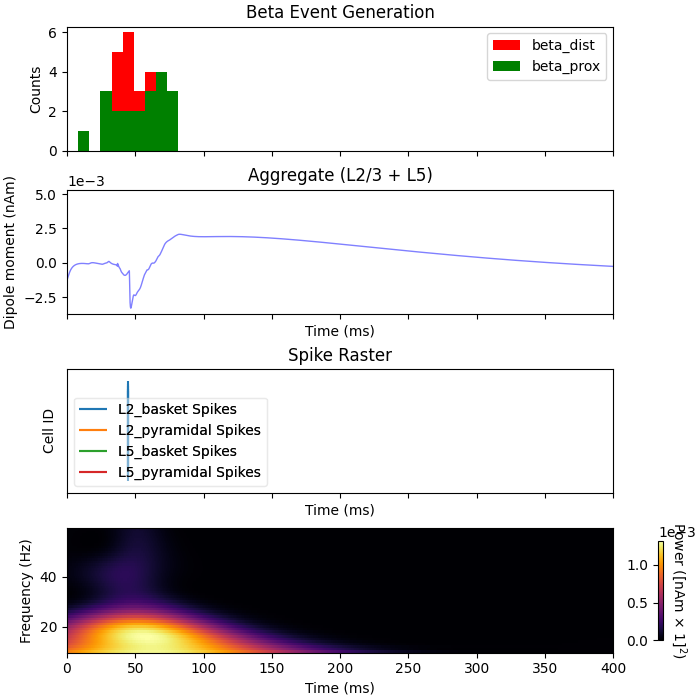 Beta Event Generation
6
4
2
0
Counts
beta_dist
beta_prox
Aggregate (L2/3 + L5)
1e−3
5.0
2.5
0.0
−2.5
Dipole moment (nAm)
Time (ms)
Spike Raster
Cell ID
L2_basket Spikes
L2_pyramidal Spikes
L5_basket Spikes
L5_pyramidal Spikes
Time (ms)
40
20
Frequency (Hz)
0 50 100 150 200 250 300 350 400
Time (ms)
1e−3
1.0
0.5
0.0
Power ([nAm × 1]²)